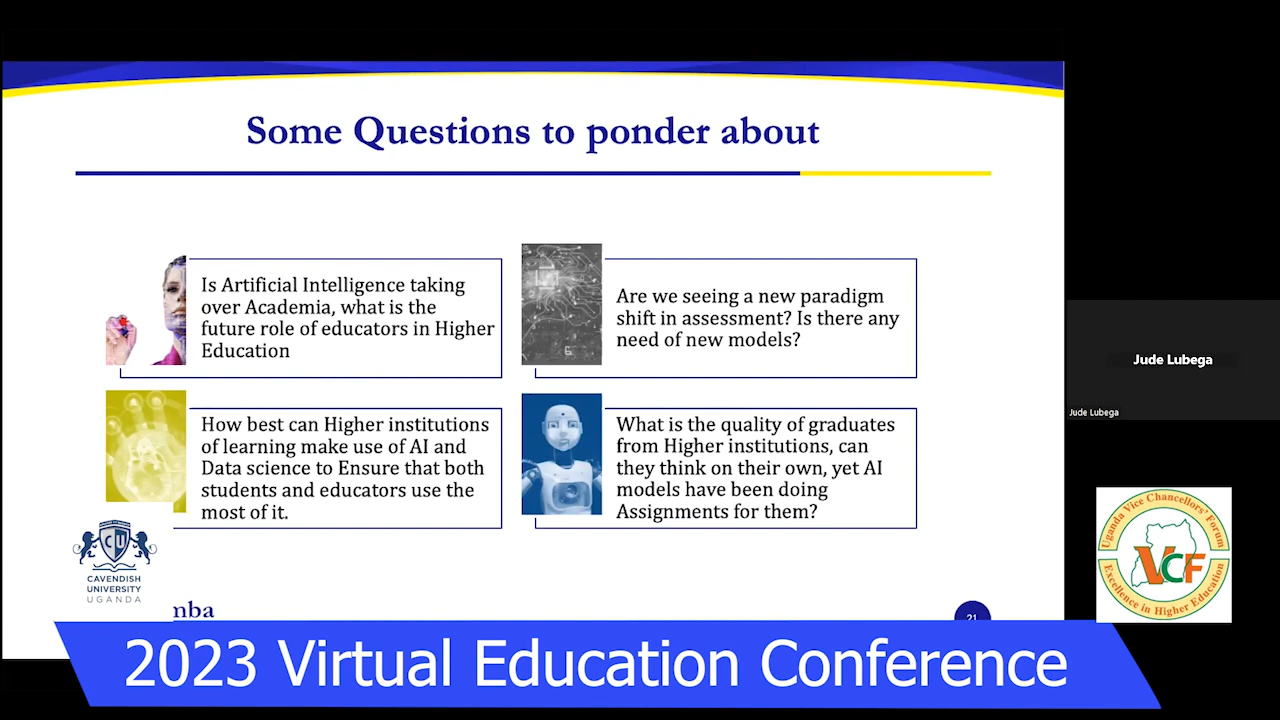 Some Questions to ponder about
Is Artificial Intelligence taking
over Academia, what is the
future role of educators in Higher
Education
Are we seeing a new paradigm
shift in assessment? Is there any
need of new models?
How best can Higher institutions
of learning make use of AI and
Data science to Ensure that both
students and educators use the
most of it.
What is the quality of graduates
from Higher institutions, can
they think on their own, yet AI
models have been doing
Assignments for them?
Jude Lubega
Jude Lubega
CU
CAVENDISH
UNIVERSITY
UGANDA
mba
21
Uganda Vice Chancellors' Forum
VCF
Excellence in Higher Education
2023 Virtual Education Conference